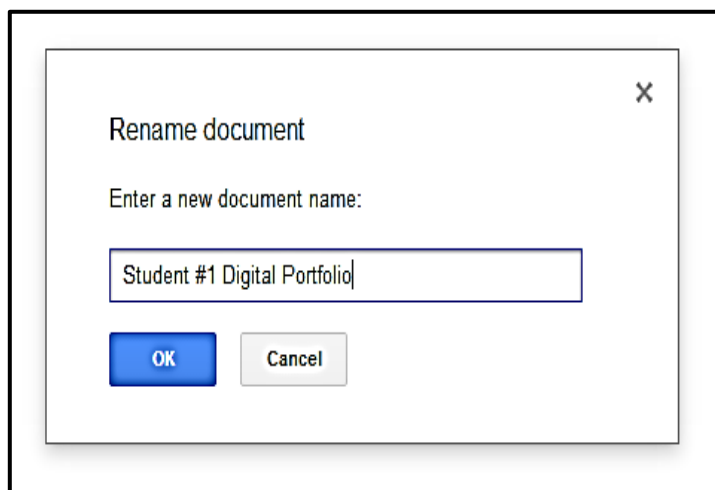 Rename document
Enter a new document name:
Student #1 Digital Portfolio
OK Cancel